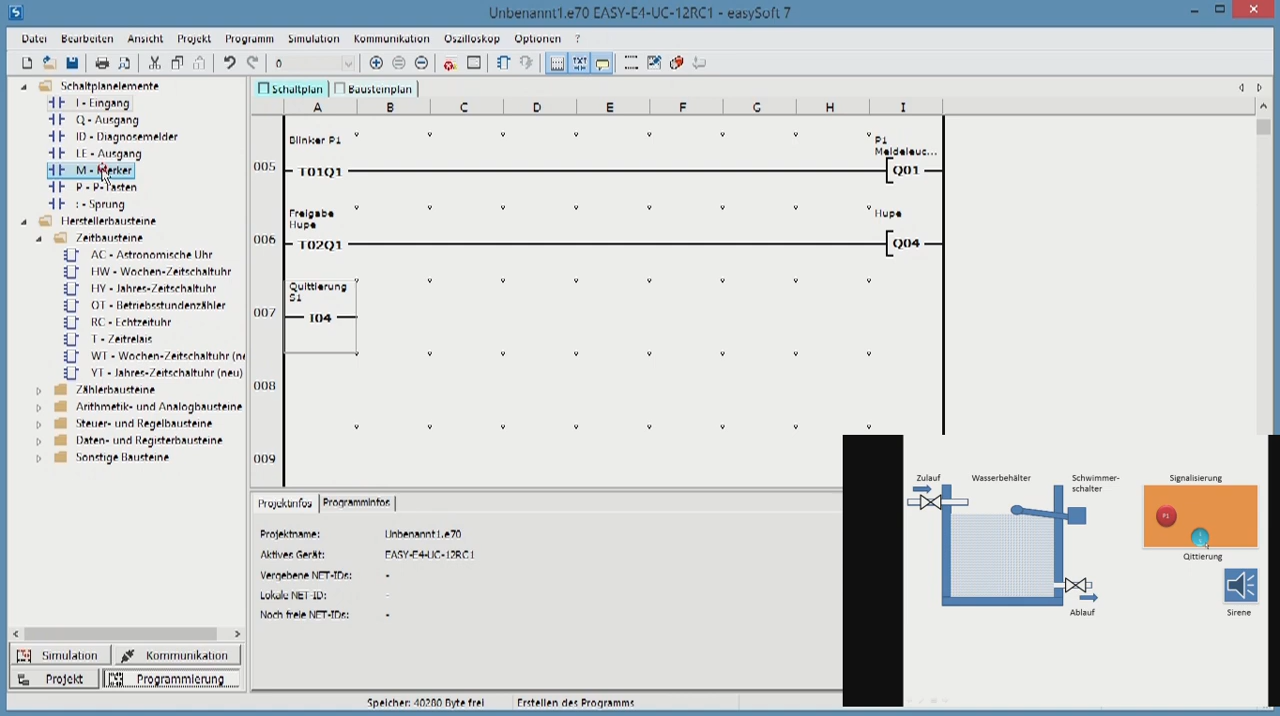 Unbenannt1.e70 EASY-E4-UC-12RC1 - easySoft 7
Datei Bearbeiten Ansicht Projekt Programm Simulation Kommunikation Oszilloskop Optionen ?
0
Schaltplanelemente
I - Eingang
Q - Ausgang
ID - Diagnosemelder
LE - Ausgang
M - Merker
P - P-Tasten
: - Sprung
Herstellerbausteine
Zeitbausteine
AC - Astronomische Uhr
HW - Wochen-Zeitschaltuhr
HY - Jahres-Zeitschaltuhr
OT - Betriebsstundenzähler
RC - Echtzeituhr
T - Zeitrelais
WT - Wochen-Zeitschaltuhr (ne
YT - Jahres-Zeitschaltuhr (neu)
Zählerbausteine
Arithmetik- und Analogbausteine
Steuer- und Regelbausteine
Daten- und Registerbausteine
Sonstige Bausteine
Simulation Kommunikation
Projekt Programmierung
Schaltplan Bausteinplan
A B C D E F G H I
Blinker P1
P1
Meldeleuc...
005 T01Q1 Q01
Freigabe
Hupe
Hupe
006 T02Q1 Q04
Quittierung
S1
007 I04
008
009
Projektinfos Programminfos
Projektname: Unbenannt1.e70
Aktives Gerät: EASY-E4-UC-12RC1
Vergebene NET-IDs: -
Lokale NET-ID: -
Noch freie NET-IDs: -
Speicher: 40280 Byte frei Erstellen des Programms
Zulauf
Wasserbehälter
Schwimmer-
schalter
Signalisierung
P1
Qittierung
Ablauf
Sirene